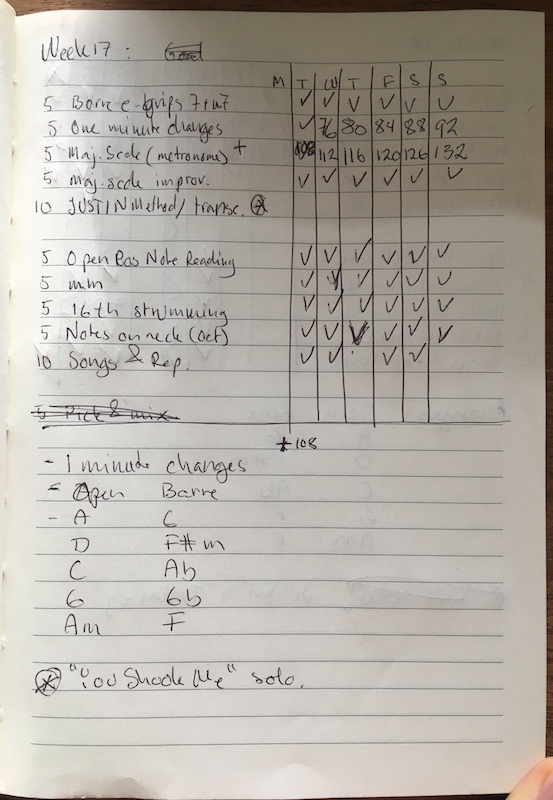 Week 17 :
M T W T F S S
5 Barre e-grips 7+m7 ✓ ✓ ✓ ✓ ✓ ✓
5 One minute changes ✓ 76 80 84 88 92
5 Maj. Scale (metronome) + 108 112 116 120 126 132
5 Maj. scale improv. ✓ ✓ ✓ ✓ ✓ ✓
10 JUSTIN Method/ transc. *
5 Open Pos Note Reading ✓ ✓ ✓ ✓ ✓ ✓
5 mm ✓ ✓ ✓ ✓ ✓ ✓
5 16th strumming ✓ ✓ ✓ ✓ ✓ ✓
5 Notes on neck (oct) ✓ ✓ ✓ ✓ ✓ ✓
10 Songs & Rep. ✓ ✓ ✓ ✓
5 Pick & mix
* 108
- 1 minute changes
- Open Barre
- A G
D F#m
C Ab
G Gb
Am F
* "You Shook Me" solo.